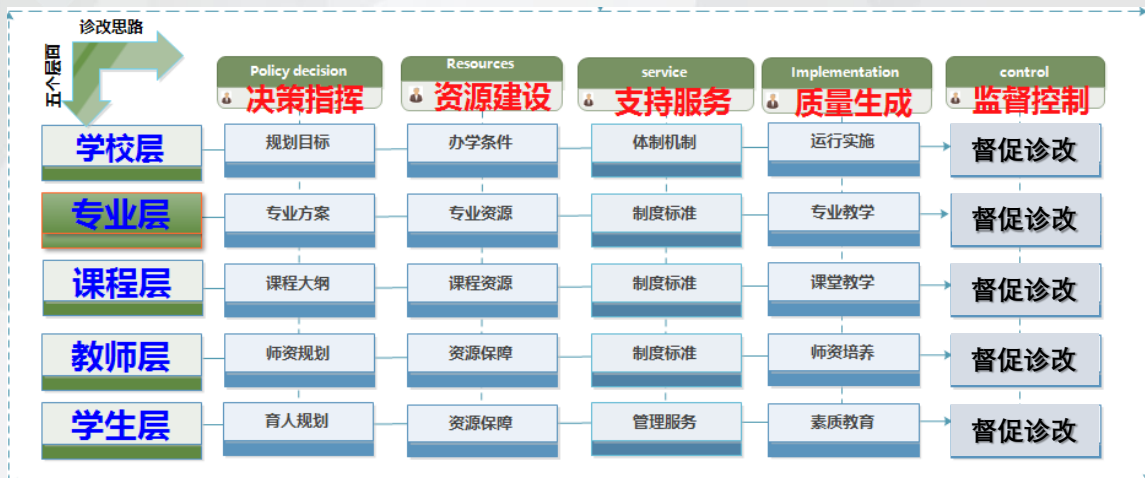 诊改思路
五个层面
Policy decision
决策指挥
Resources
资源建设
service
支持服务
Implementation
质量生成
control
监督控制
学校层
规划目标
办学条件
体制机制
运行实施
督促诊改
专业层
专业方案
专业资源
制度标准
专业教学
督促诊改
课程层
课程大纲
课程资源
制度标准
课堂教学
督促诊改
教师层
师资规划
资源保障
制度标准
师资培养
督促诊改
学生层
育人规划
资源保障
管理服务
素质教育
督促诊改